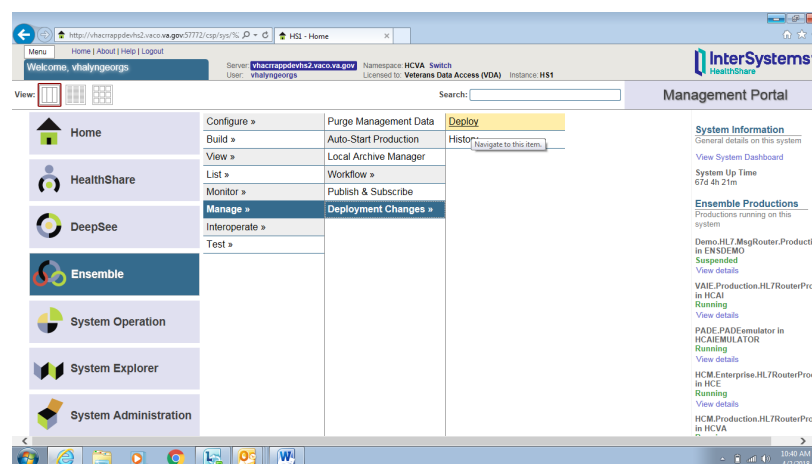 http://vhacrrappdevhs2.vaco.va.gov:57772/csp/sys/%
HS1 - Home
Menu
Home | About | Help | Logout
Welcome, vhalyngeorgs
Server: vhacrrappdevhs2.vaco.va.gov Namespace: HCVA Switch
User: vhalyngeorgs Licensed to: Veterans Data Access (VDA) Instance: HS1
InterSystems
HealthShare
View:
Search:
Management Portal
Home
HealthShare
DeepSee
Ensemble
System Operation
System Explorer
System Administration
Configure »
Build »
View »
List »
Monitor »
Manage »
Interoperate »
Test »
Purge Management Data
Auto-Start Production
Local Archive Manager
Workflow »
Publish & Subscribe
Deployment Changes »
Deploy
Histor
Navigate to this item.
System Information
General details on this system
View System Dashboard
System Up Time
67d 4h 21m
Ensemble Productions
Productions running on this
system
Demo.HL7.MsgRouter.Producti
in ENSDEMO
Suspended
View details
VAIE.Production.HL7RouterPro
in HCAI
Running
View details
PADE.PADEemulator in
HCAIEMULATOR
Running
View details
HCM.Enterprise.HL7RouterProd
in HCE
Running
View details
HCM.Production.HL7RouterPro
in HCVA
10:40 AM